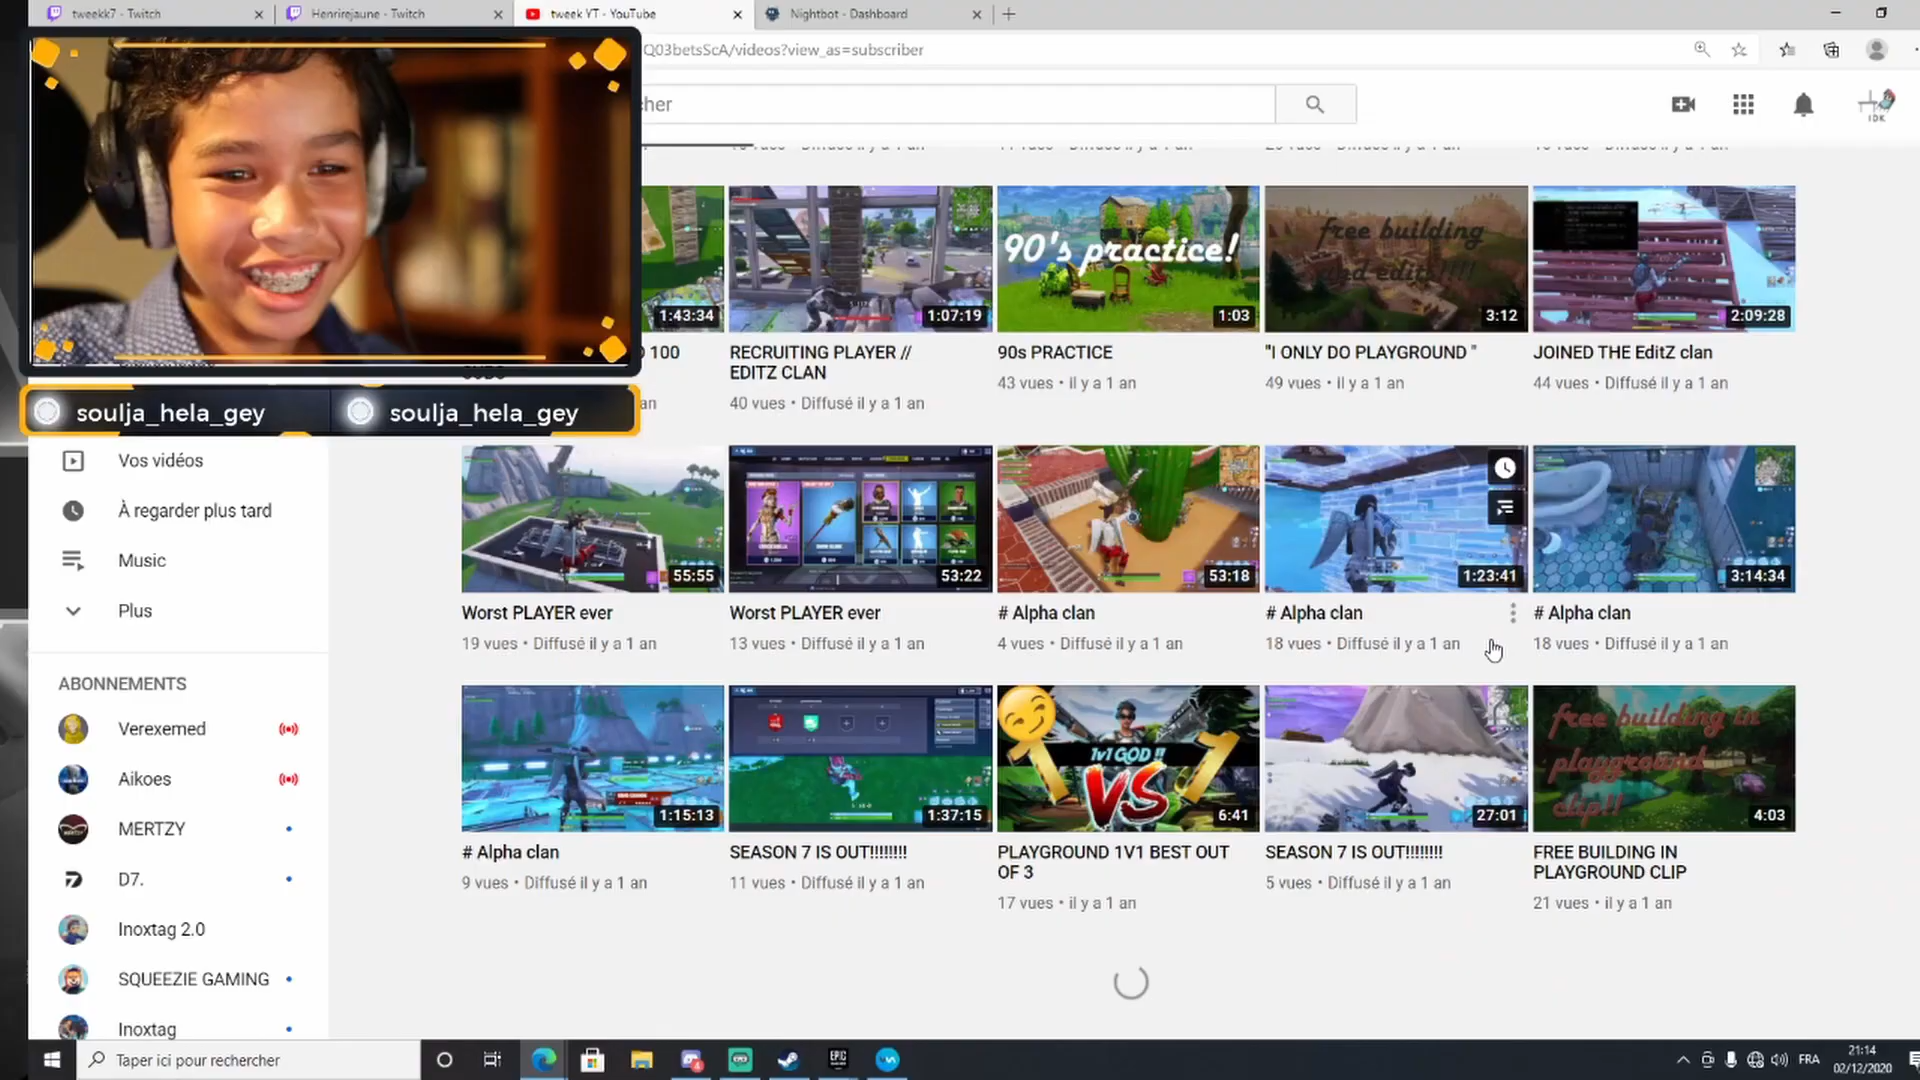 tweekk7 - Twitch
Henrirejaune - Twitch
tweek YT - YouTube
Nightbot - Dashboard
Q03betsScA/videos?view_as=subscriber
cher
IDK
1:43:34
1:07:19
90's practice!
1:03
free building
and edits!!!!
3:12
2:09:28
100
RECRUITING PLAYER //
EDITZ CLAN
90s PRACTICE
"I ONLY DO PLAYGROUND "
JOINED THE EditZ clan
an
40 vues • Diffusé il y a 1 an
43 vues • il y a 1 an
49 vues • il y a 1 an
44 vues • Diffusé il y a 1 an
soulja_hela_gey
soulja_hela_gey
Vos vidéos
À regarder plus tard
Music
Plus
55:55
53:22
53:18
1:23:41
3:14:34
Worst PLAYER ever
Worst PLAYER ever
# Alpha clan
# Alpha clan
# Alpha clan
19 vues • Diffusé il y a 1 an
13 vues • Diffusé il y a 1 an
4 vues • Diffusé il y a 1 an
18 vues • Diffusé il y a 1 an
18 vues • Diffusé il y a 1 an
ABONNEMENTS
Verexemed
Aikoes
MERTZY
D7.
Inoxtag 2.0
SQUEEZIE GAMING
Inoxtag
1:15:13
1:37:15
1 1v1 GOD !! 1
VS
6:41
27:01
free building in
playground
clip!!
4:03
# Alpha clan
SEASON 7 IS OUT!!!!!!!!
PLAYGROUND 1V1 BEST OUT
OF 3
SEASON 7 IS OUT!!!!!!!!
FREE BUILDING IN
PLAYGROUND CLIP
9 vues • Diffusé il y a 1 an
11 vues • Diffusé il y a 1 an
17 vues • il y a 1 an
5 vues • Diffusé il y a 1 an
21 vues • il y a 1 an
Taper ici pour rechercher
EPIC
FRA
21:14
02/12/2020